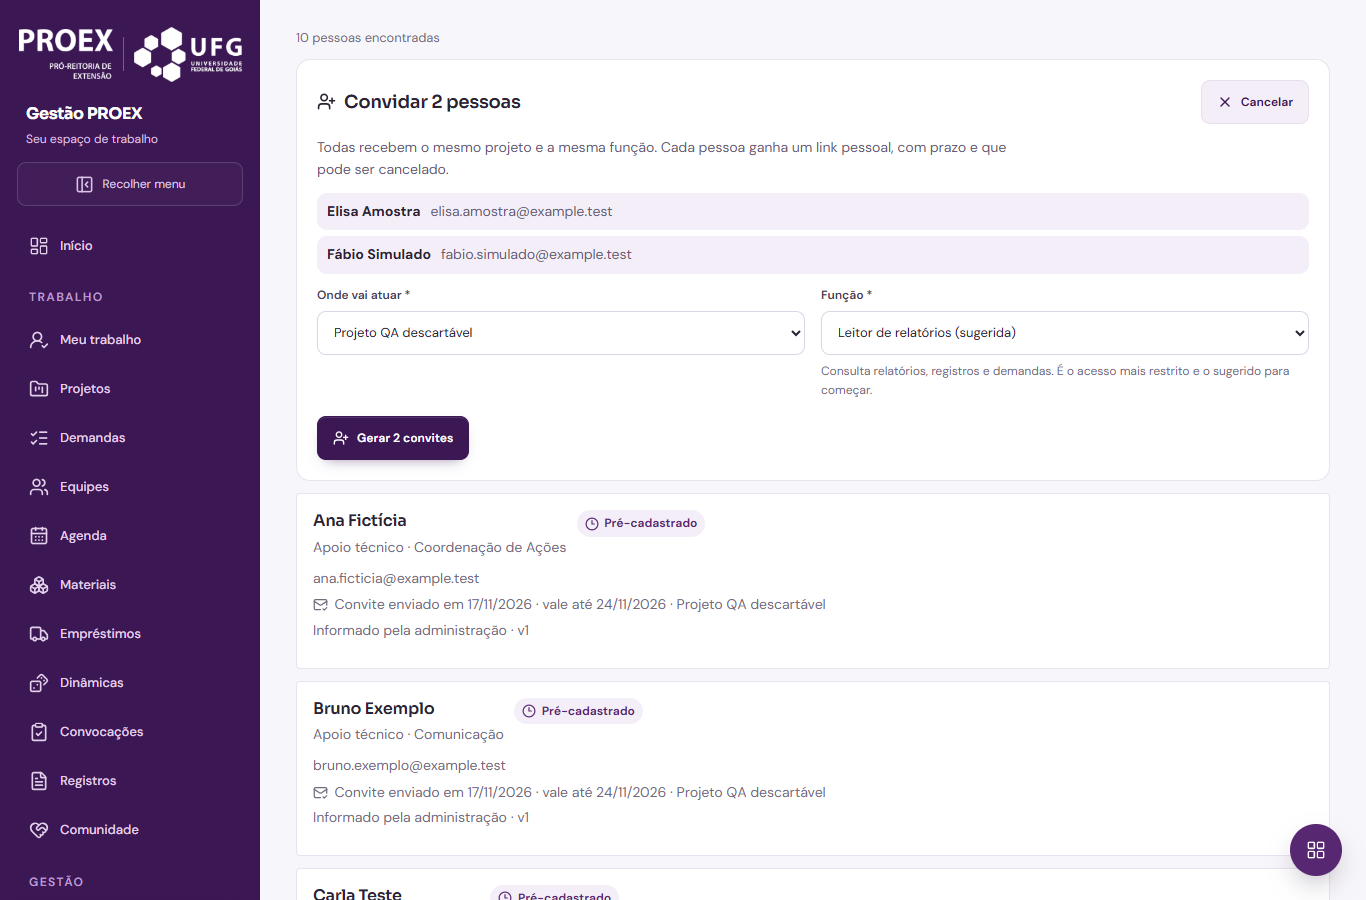 PROEX
PRÓ-REITORIA DE
EXTENSÃO
UFG
UNIVERSIDADE
FEDERAL DE GOIÁS
Gestão PROEX
Seu espaço de trabalho
Recolher menu
Início
TRABALHO
Meu trabalho
Projetos
Demandas
Equipes
Agenda
Materiais
Empréstimos
Dinâmicas
Convocações
Registros
Comunidade
GESTÃO
10 pessoas encontradas
Convidar 2 pessoas
Cancelar
Todas recebem o mesmo projeto e a mesma função. Cada pessoa ganha um link pessoal, com prazo e que
pode ser cancelado.
Elisa Amostra elisa.amostra@example.test
Fábio Simulado fabio.simulado@example.test
Onde vai atuar *
Projeto QA descartável
Função *
Leitor de relatórios (sugerida)
Consulta relatórios, registros e demandas. É o acesso mais restrito e o sugerido para
começar.
Gerar 2 convites
Ana Fictícia
Pré-cadastrado
Apoio técnico · Coordenação de Ações
ana.ficticia@example.test
Convite enviado em 17/11/2026 · vale até 24/11/2026 · Projeto QA descartável
Informado pela administração · v1
Bruno Exemplo
Pré-cadastrado
Apoio técnico · Comunicação
bruno.exemplo@example.test
Convite enviado em 17/11/2026 · vale até 24/11/2026 · Projeto QA descartável
Informado pela administração · v1
Carla Teste
Pré-cadastrado